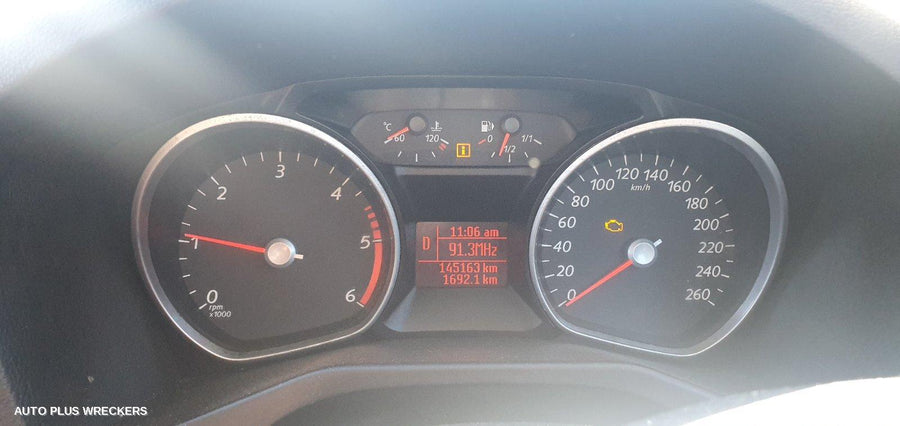 °C
60 120
0 1/2 1/1
0 1 2 3 4 5 6
rpm
x1000
11:06 am
D 91.3MHz
145163 km
1692.1 km
0 20 40 60 80 100 120 140 160 180 200 220 240 260
km/h
AUTO PLUS WRECKERS